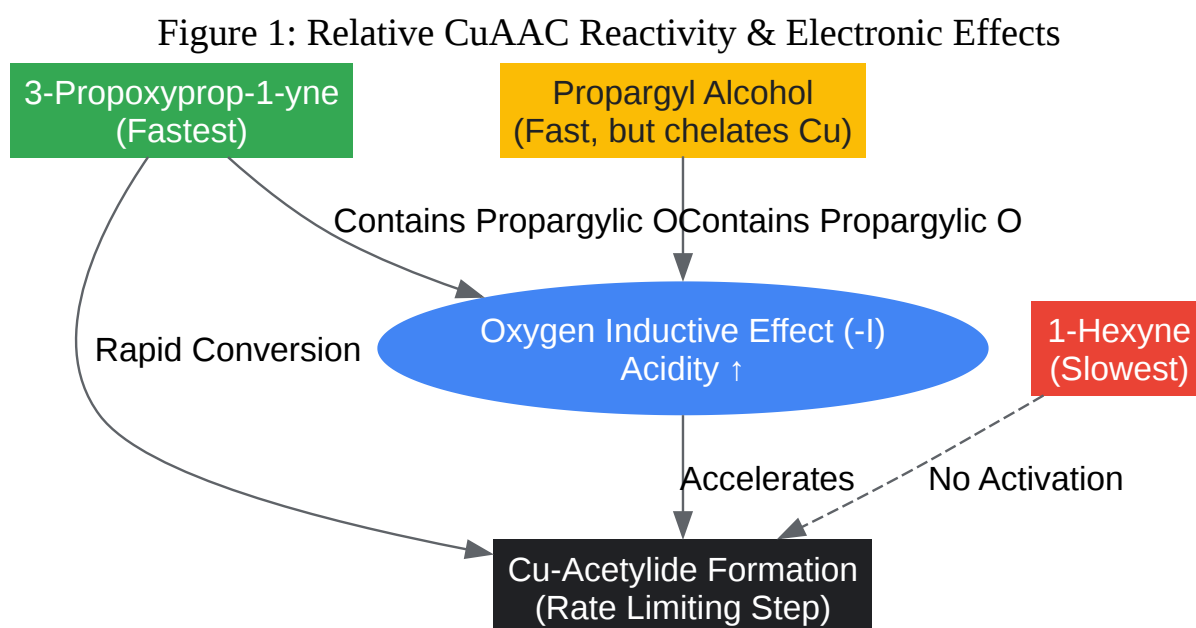 Figure 1: Relative CuAAC Reactivity & Electronic Effects
3-Propoxyprop-1-yne
(Fastest)
Propargyl Alcohol
(Fast, but chelates Cu)
Contains Propargylic O
Contains Propargylic O
Rapid Conversion
Oxygen Inductive Effect (-I)
Acidity ↑
1-Hexyne
(Slowest)
Accelerates
No Activation
Cu-Acetylide Formation
(Rate Limiting Step)